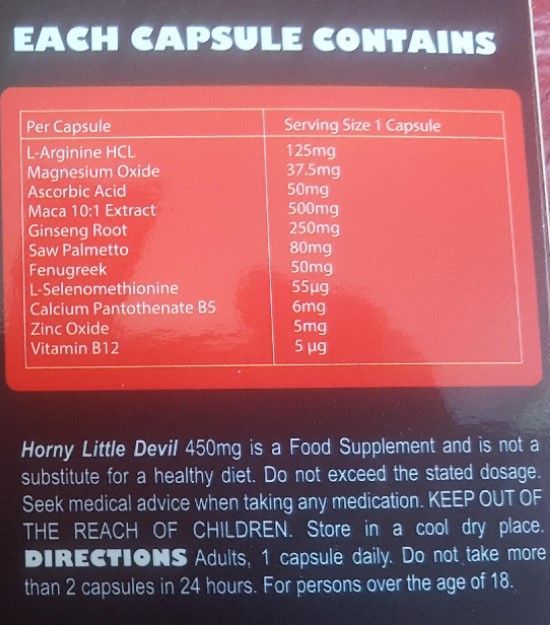 EACH CAPSULE CONTAINS
Per Capsule Serving Size 1 Capsule
L-Arginine HCL 125mg
Magnesium Oxide 37.5mg
Ascorbic Acid 50mg
Maca 10:1 Extract 500mg
Ginseng Root 250mg
Saw Palmetto 80mg
Fenugreek 50mg
L-Selenomethionine 55µg
Calcium Pantothenate B5 6mg
Zinc Oxide 5mg
Vitamin B12 5 µg
Horny Little Devil 450mg is a Food Supplement and is not a
substitute for a healthy diet. Do not exceed the stated dosage.
Seek medical advice when taking any medication. KEEP OUT OF
THE REACH OF CHILDREN. Store in a cool dry place.
DIRECTIONS Adults, 1 capsule daily. Do not take more
than 2 capsules in 24 hours. For persons over the age of 18.